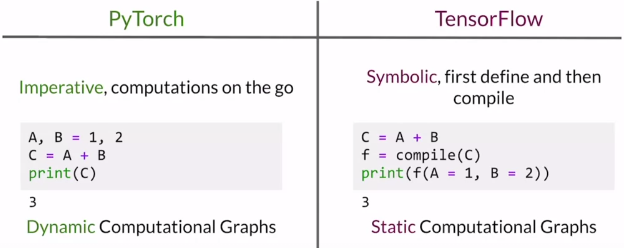 PyTorch
Imperative, computations on the go
A, B = 1, 2
C = A + B
print(C)
3
Dynamic Computational Graphs
TensorFlow
Symbolic, first define and then
compile
C = A + B
f = compile(C)
print(f(A = 1, B = 2))
3
Static Computational Graphs